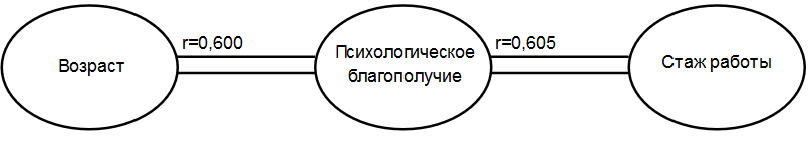 Возраст
r=0,600
Психологическое
благополучие
r=0,605
Стаж работы